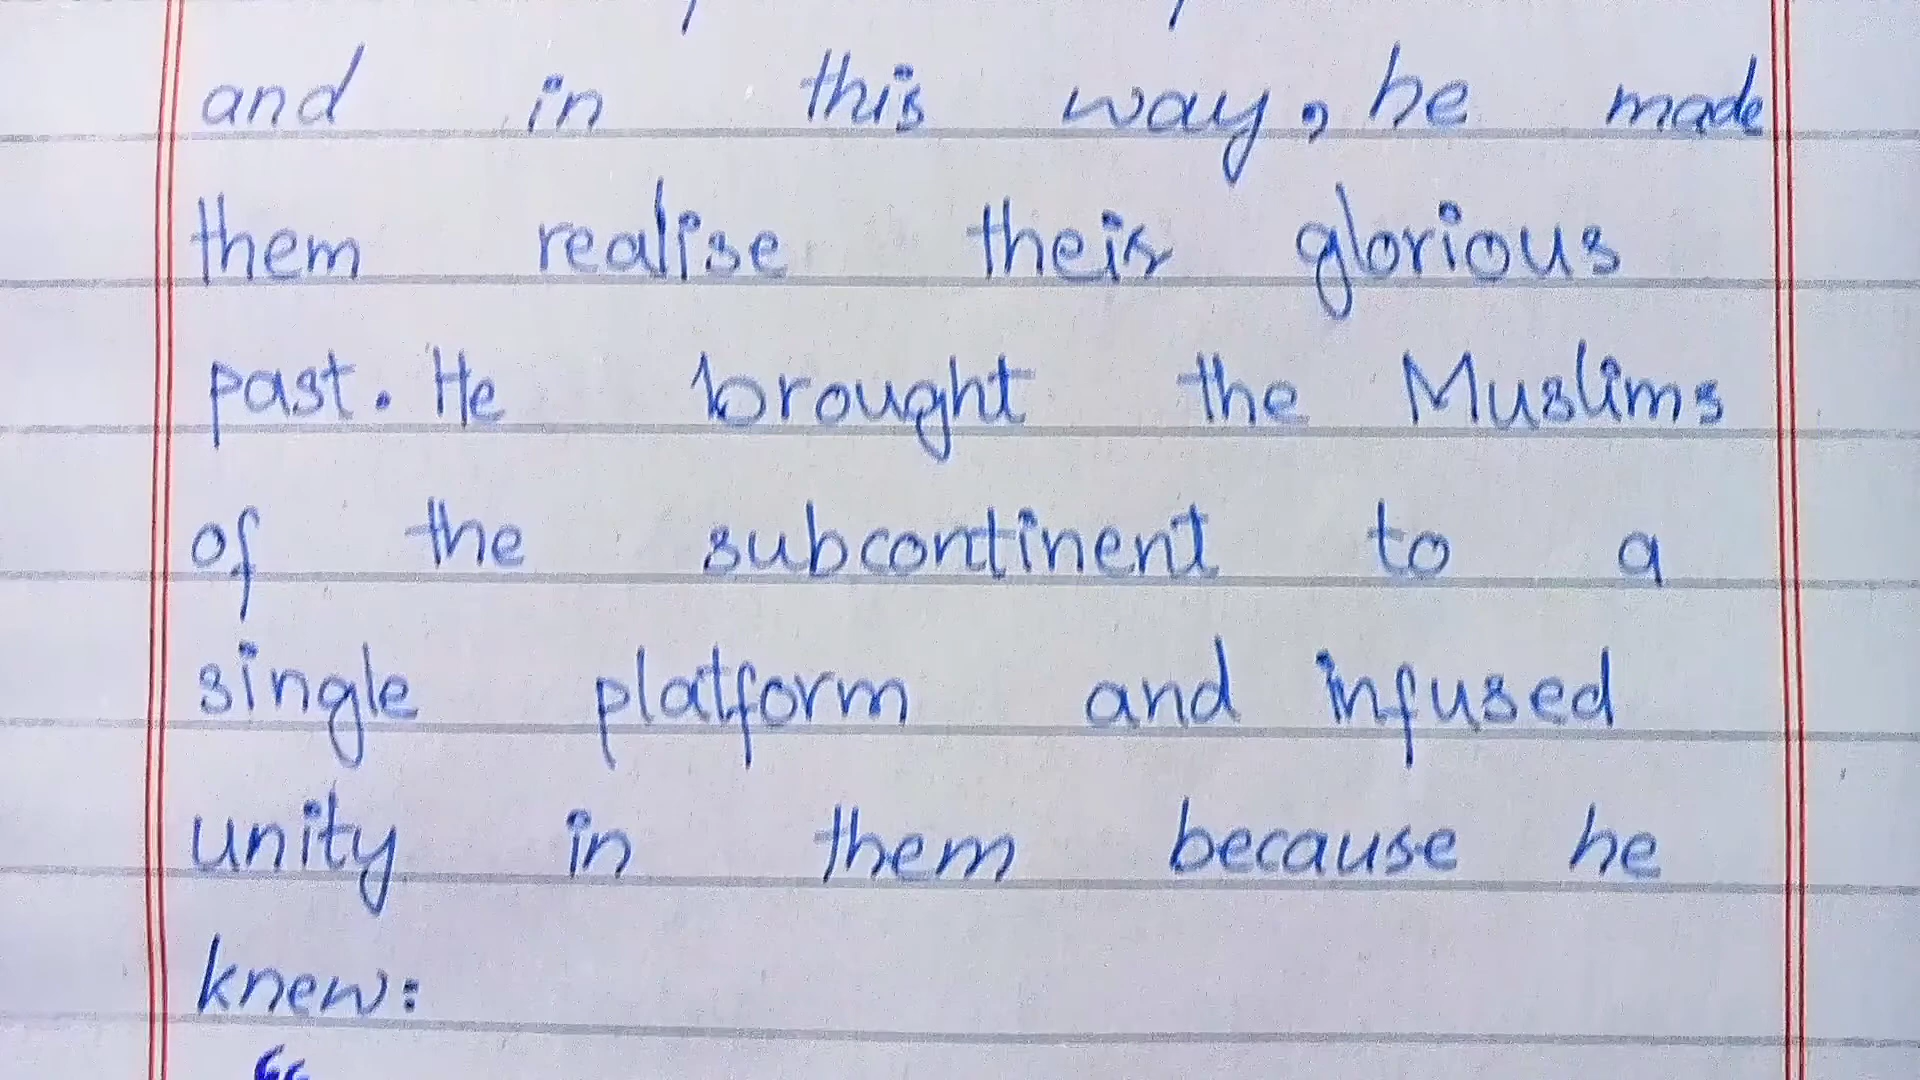 and in this way, he made
them realise their glorious
past. He brought the Muslims
of the subcontinent to a
single platform and infused
unity in them because he
knew:
“